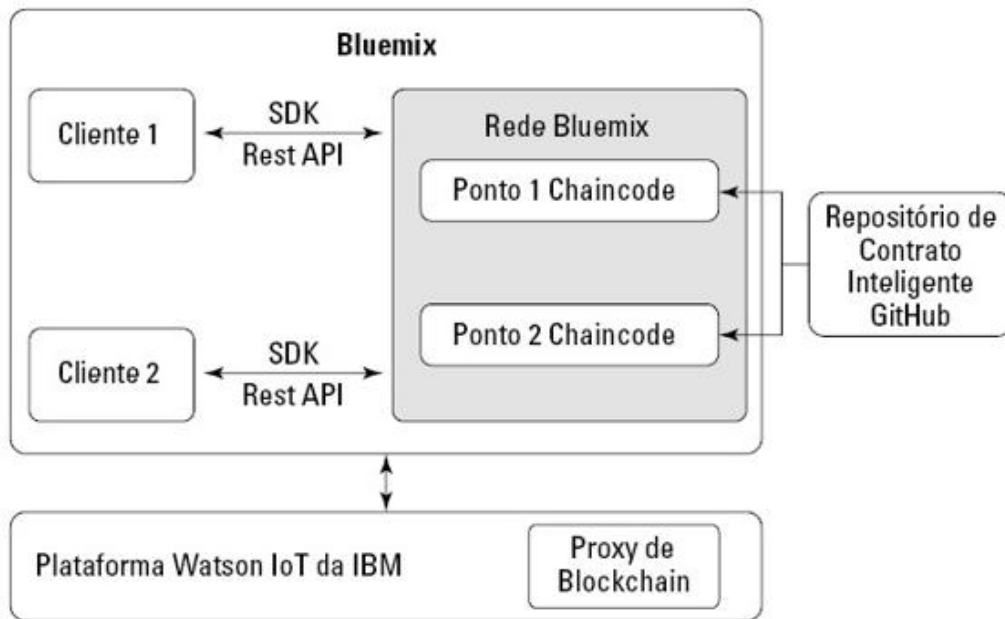 Bluemix
Cliente 1
SDK
Rest API
Rede Bluemix
Ponto 1 Chaincode
Repositório de
Contrato
Inteligente
GitHub
Ponto 2 Chaincode
Cliente 2
SDK
Rest API
Plataforma Watson IoT da IBM
Proxy de
Blockchain